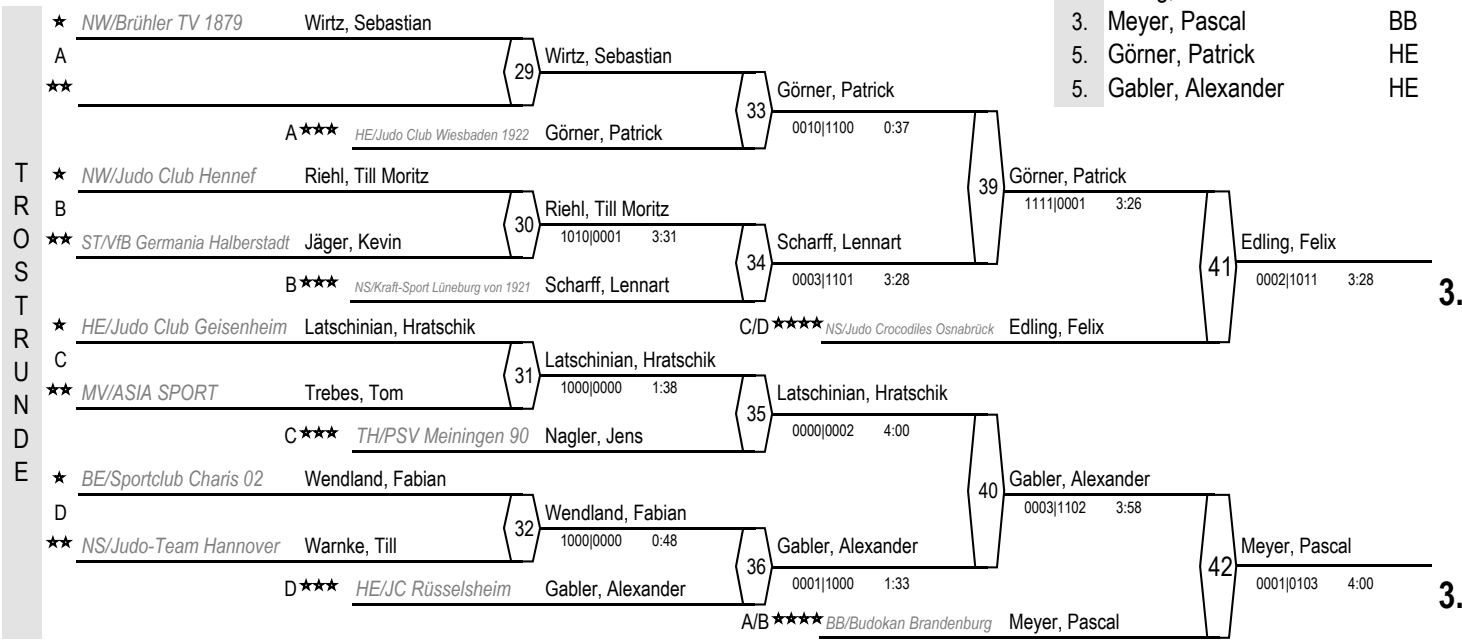 3. Meyer, Pascal BB
5. Görner, Patrick HE
5. Gabler, Alexander HE
TROSTRUNDE
NW/Brühler TV 1879 Wirtz, Sebastian
A
29 Wirtz, Sebastian
A HE/Judo Club Wiesbaden 1922 Görner, Patrick
33 Görner, Patrick
0010|1100 0:37
NW/Judo Club Hennef Riehl, Till Moritz
B
ST/VfB Germania Halberstadt Jäger, Kevin
30 Riehl, Till Moritz
1010|0001 3:31
B NS/Kraft-Sport Lüneburg von 1921 Scharff, Lennart
34 Scharff, Lennart
0003|1101 3:28
39 Görner, Patrick
1111|0001 3:26
C/D NS/Judo Crocodiles Osnabrück Edling, Felix
41 Edling, Felix
0002|1011 3:28
3.
HE/Judo Club Geisenheim Latschinian, Hratschik
C
MV/ASIA SPORT Trebes, Tom
31 Latschinian, Hratschik
1000|0000 1:38
C TH/PSV Meiningen 90 Nagler, Jens
35 Latschinian, Hratschik
0000|0002 4:00
BE/Sportclub Charis 02 Wendland, Fabian
D
NS/Judo-Team Hannover Warnke, Till
32 Wendland, Fabian
1000|0000 0:48
D HE/JC Rüsselsheim Gabler, Alexander
36 Gabler, Alexander
0001|1000 1:33
40 Gabler, Alexander
0003|1102 3:58
A/B BB/Budokan Brandenburg Meyer, Pascal
42 Meyer, Pascal
0001|0103 4:00
3.